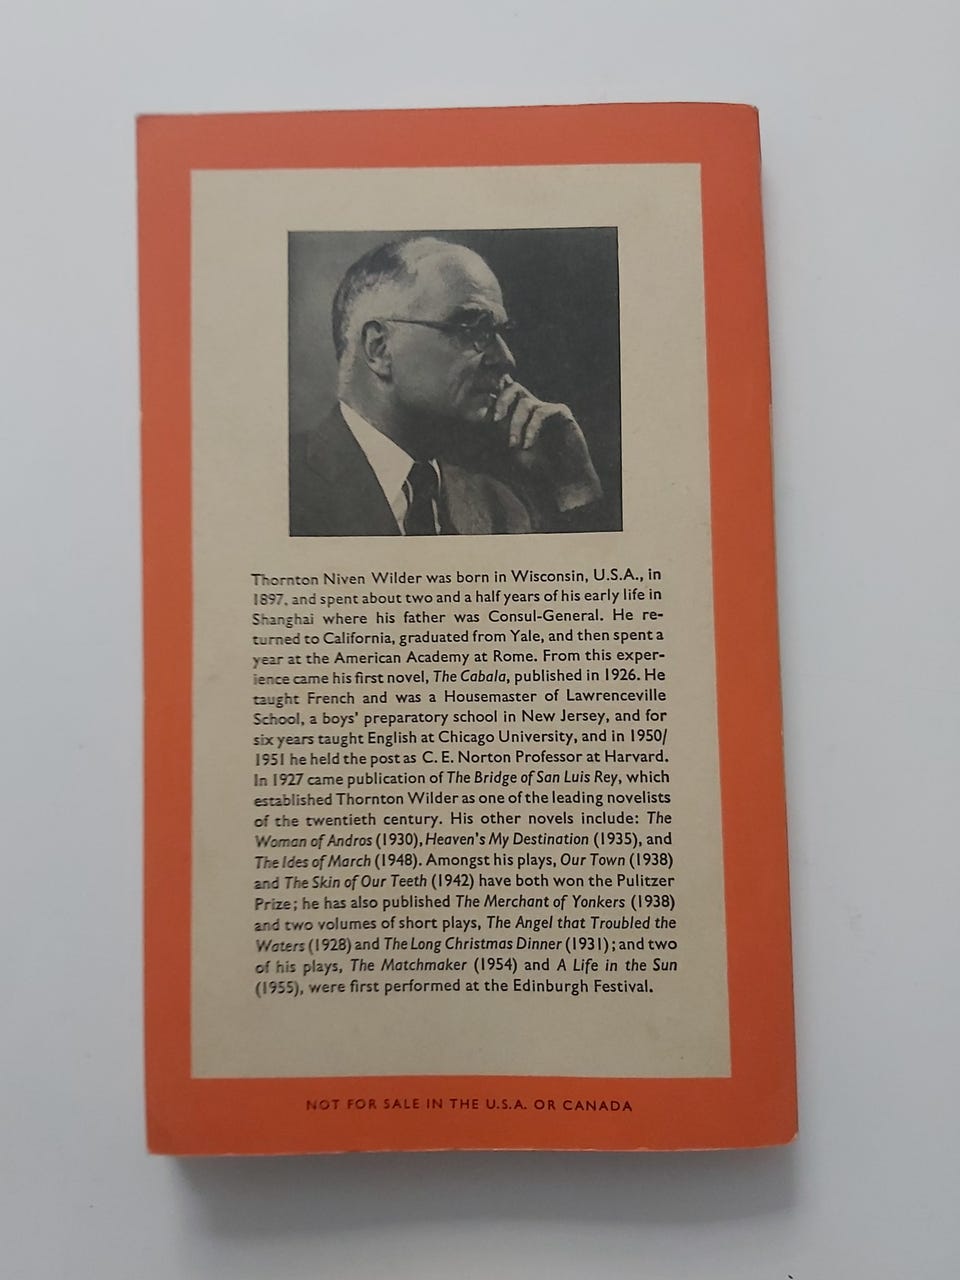 Thornton Niven Wilder was born in Wisconsin, U.S.A., in
1897, and spent about two and a half years of his early life in
Shanghai where his father was Consul-General. He re-
turned to California, graduated from Yale, and then spent a
year at the American Academy at Rome. From this exper-
ience came his first novel, The Cabala, published in 1926. He
taught French and was a Housemaster of Lawrenceville
School, a boys' preparatory school in New Jersey, and for
six years taught English at Chicago University, and in 1950/
1951 he held the post as C. E. Norton Professor at Harvard.
In 1927 came publication of The Bridge of San Luis Rey, which
established Thornton Wilder as one of the leading novelists
of the twentieth century. His other novels include: The
Woman of Andros (1930), Heaven's My Destination (1935), and
The Ides of March (1948). Amongst his plays, Our Town (1938)
and The Skin of Our Teeth (1942) have both won the Pulitzer
Prize; he has also published The Merchant of Yonkers (1938)
and two volumes of short plays, The Angel that Troubled the
Waters (1928) and The Long Christmas Dinner (1931); and two
of his plays, The Matchmaker (1954) and A Life in the Sun
(1955), were first performed at the Edinburgh Festival.
NOT FOR SALE IN THE U.S.A. OR CANADA